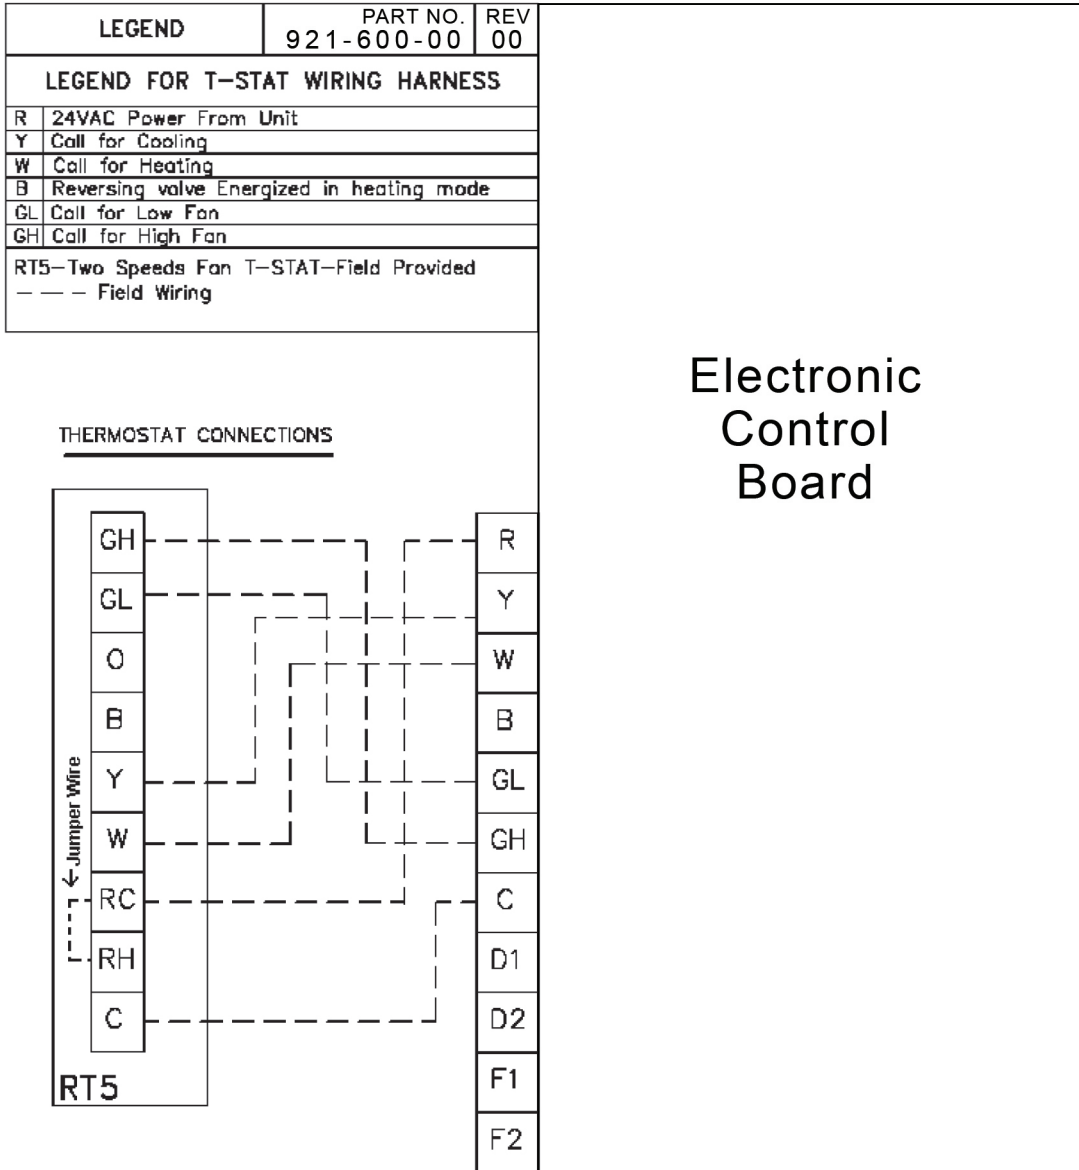 LEGEND
PART NO.
921-600-00
REV
00
LEGEND FOR T-STAT WIRING HARNESS
R 24VAC Power From Unit
Y Call for Cooling
W Call for Heating
B Reversing valve Energized in heating mode
GL Call for Low Fan
GH Call for High Fan
RT5-Two Speeds Fan T-STAT-Field Provided
--- Field Wiring
Electronic
Control
Board
THERMOSTAT CONNECTIONS
GH
GL
O
B
Y
W
RC
RH
C
←Jumper Wire
RT5
R
Y
W
B
GL
GH
C
D1
D2
F1
F2